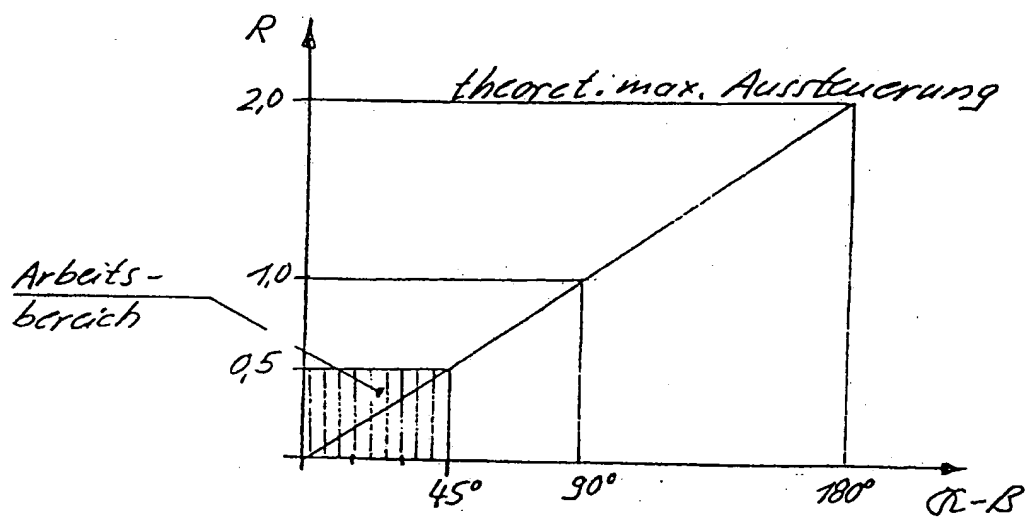 R
2,0
theoret. max. Aussteuerung
Arbeits-
bereich
1,0
0,5
45°
90°
180°
π-B